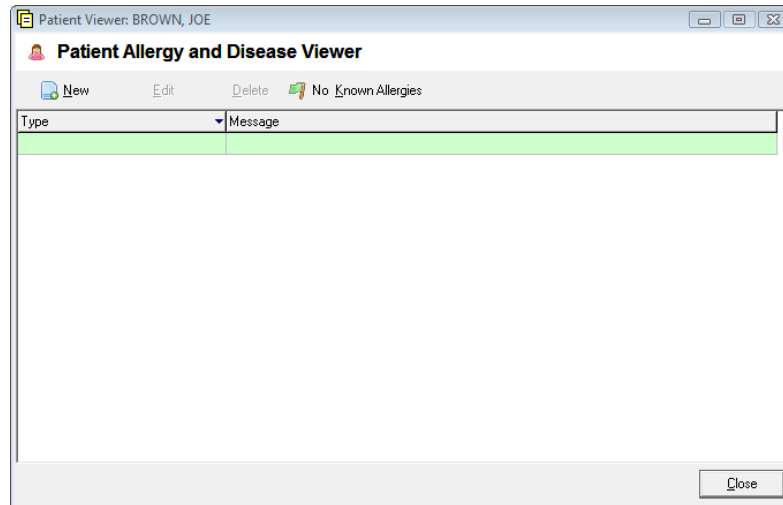 Patient Viewer: BROWN, JOE
Patient Allergy and Disease Viewer
New Edit Delete No Known Allergies
Type Message
Close